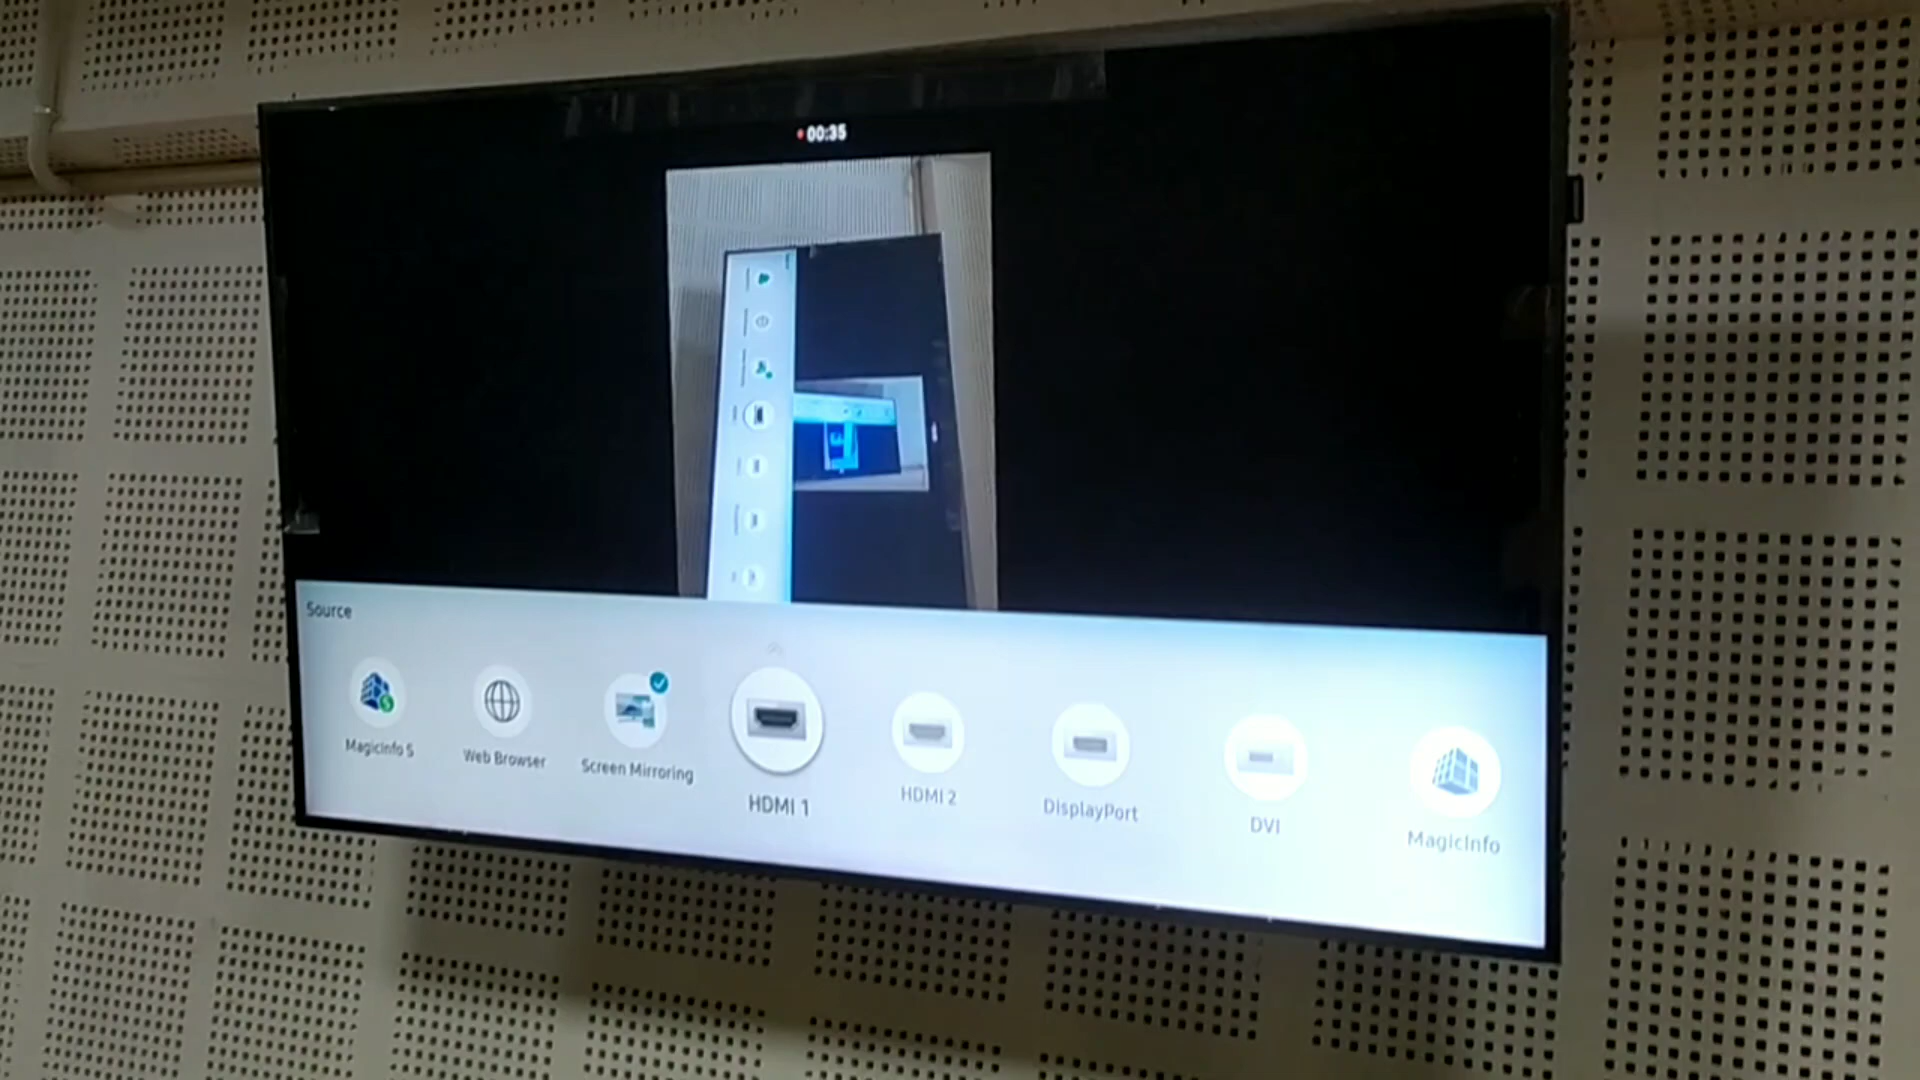 00:35
Source
MagicInfo S
Web Browser
Screen Mirroring
HDMI 1
HDMI 2
DisplayPort
DVI
MagicInfo